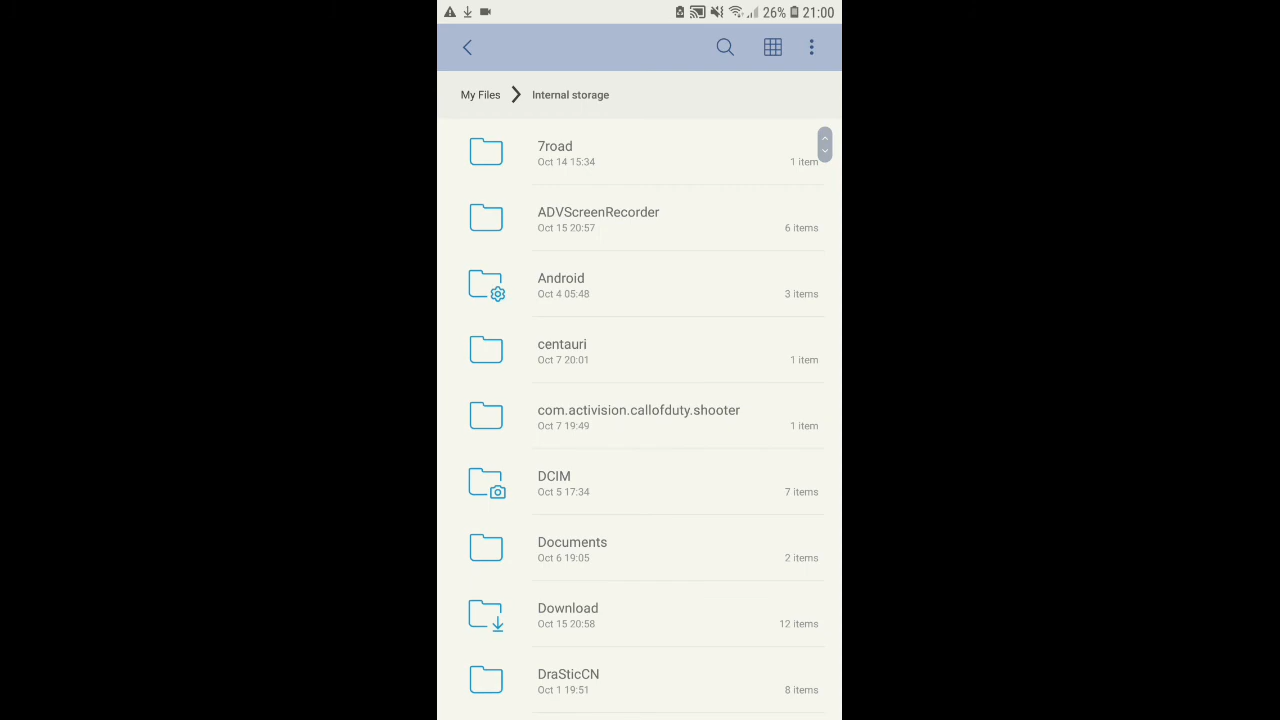 26% 21:00
My Files Internal storage
7road
Oct 14 15:34 1 item
ADVScreenRecorder
Oct 15 20:57 6 items
Android
Oct 4 05:48 3 items
centauri
Oct 7 20:01 1 item
com.activision.callofduty.shooter
Oct 7 19:49 1 item
DCIM
Oct 5 17:34 7 items
Documents
Oct 6 19:05 2 items
Download
Oct 15 20:58 12 items
DraSticCN
Oct 1 19:51 8 items